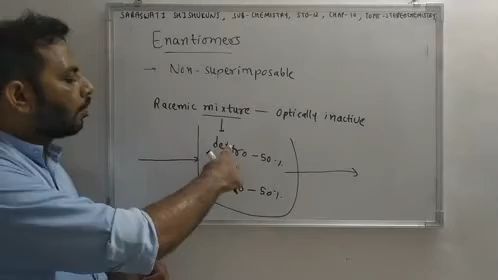 SARASWATI SHISHUKUNJ, SUB-CHEMISTRY, STD-12, CHAP-10, TOPIC-STEREOCHEMISTRY
Enantiomers
→ Non-superimposable
Racemic mixture — Optically inactive
dextro - 50 %
- 50 %